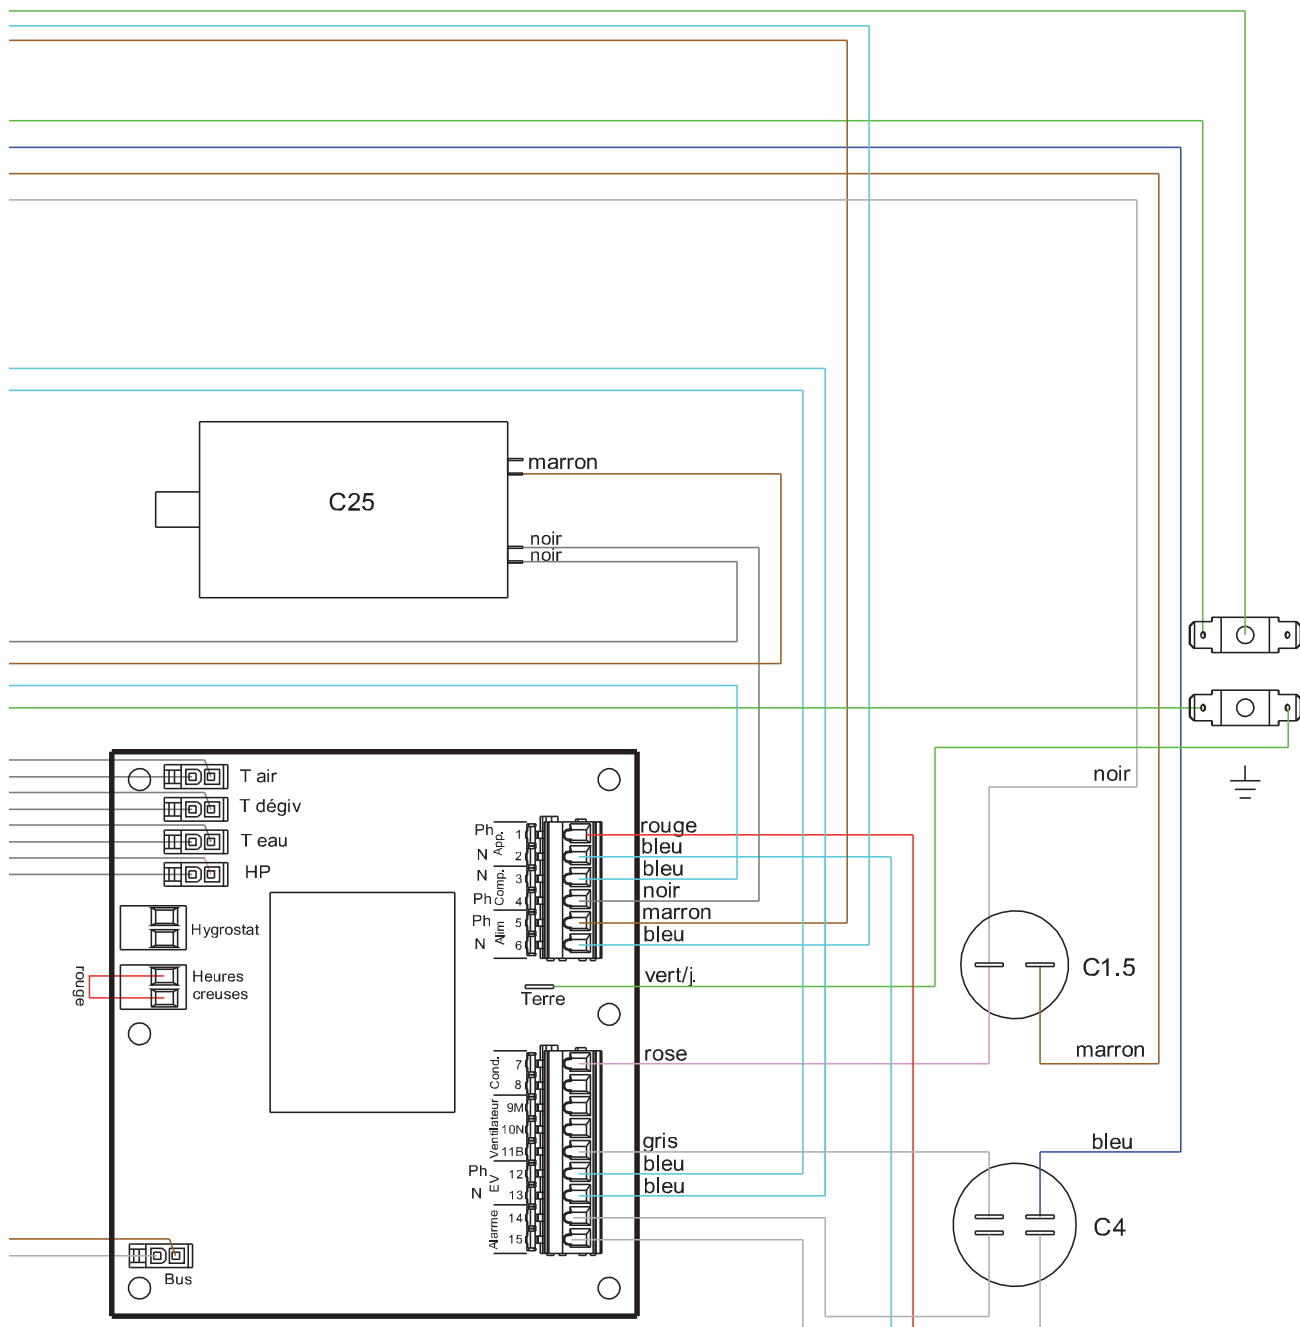 marron
C25
noir
noir
noir
T air
T dégiv
T eau
HP
Hygrostat
Heures
creuses
rouge
Ph 1 rouge
App.
N 2 bleu
N 3 bleu
Comp.
Ph 4 noir
Ph 5 marron
Alim
N 6 bleu
vert/j.
Terre
C1.5
marron
7 rose
Cond.
8
9M
Ventilateur
10N
11B gris
Ph 12 bleu
EV
N 13 bleu
14
Alarme
15
bleu
C4
Bus